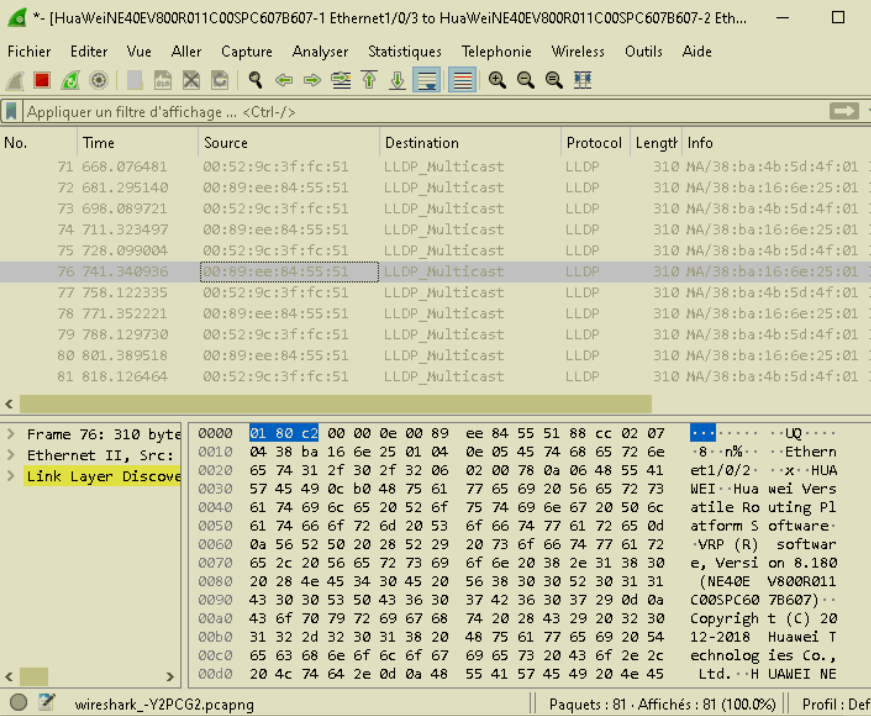 *- [HuaWeiNE40EV800R011C00SPC607B607-1 Ethernet1/0/3 to HuaWeiNE40EV800R011C00SPC607B607-2 Eth...
Fichier Editer Vue Aller Capture Analyser Statistiques Telephonie Wireless Outils Aide
Appliquer un filtre d'affichage ... <Ctrl-/>
No. Time Source Destination Protocol Length Info
71 668.076481 00:52:9c:3f:fc:51 LLDP_Multicast LLDP 310 MA/38:ba:4b:5d:4f:01
72 681.295140 00:89:ee:84:55:51 LLDP_Multicast LLDP 310 MA/38:ba:16:6e:25:01
73 698.089721 00:52:9c:3f:fc:51 LLDP_Multicast LLDP 310 MA/38:ba:4b:5d:4f:01
74 711.323497 00:89:ee:84:55:51 LLDP_Multicast LLDP 310 MA/38:ba:16:6e:25:01
75 728.099004 00:52:9c:3f:fc:51 LLDP_Multicast LLDP 310 MA/38:ba:4b:5d:4f:01
76 741.340936 00:89:ee:84:55:51 LLDP_Multicast LLDP 310 MA/38:ba:16:6e:25:01
77 758.122335 00:52:9c:3f:fc:51 LLDP_Multicast LLDP 310 MA/38:ba:4b:5d:4f:01
78 771.352221 00:89:ee:84:55:51 LLDP_Multicast LLDP 310 MA/38:ba:16:6e:25:01
79 788.129730 00:52:9c:3f:fc:51 LLDP_Multicast LLDP 310 MA/38:ba:4b:5d:4f:01
80 801.389518 00:89:ee:84:55:51 LLDP_Multicast LLDP 310 MA/38:ba:16:6e:25:01
81 818.126464 00:52:9c:3f:fc:51 LLDP_Multicast LLDP 310 MA/38:ba:4b:5d:4f:01
Frame 76: 310 byte
Ethernet II, Src:
Link Layer Discove
0000 01 80 c2 00 00 0e 00 89 ee 84 55 51 88 cc 02 07 ········ ··UQ····
0010 04 38 ba 16 6e 25 01 04 0e 05 45 74 68 65 72 6e ·8··n%·· ··Ethern
0020 65 74 31 2f 30 2f 32 06 02 00 78 0a 06 48 55 41 et1/0/2· ··x··HUA
0030 57 45 49 0c b0 48 75 61 77 65 69 20 56 65 72 73 WEI··Hua wei Vers
0040 61 74 69 6c 65 20 52 6f 75 74 69 6e 67 20 50 6c atile Ro uting Pl
0050 61 74 66 6f 72 6d 20 53 6f 66 74 77 61 72 65 0d atform S oftware·
0060 0a 56 52 50 20 28 52 29 20 73 6f 66 74 77 61 72 ·VRP (R) softwar
0070 65 2c 20 56 65 72 73 69 6f 6e 20 38 2e 31 38 30 e, Versi on 8.180
0080 20 28 4e 45 34 30 45 20 56 38 30 30 52 30 31 31 (NE40E V800R011
0090 43 30 30 53 50 43 36 30 37 42 36 30 37 29 0d 0a C00SPC60 7B607)··
00a0 43 6f 70 79 72 69 67 68 74 20 28 43 29 20 32 30 Copyrigh t (C) 20
00b0 31 32 2d 32 30 31 38 20 48 75 61 77 65 69 20 54 12-2018 Huawei T
00c0 65 63 68 6e 6f 6c 6f 67 69 65 73 20 43 6f 2e 2c echnolog ies Co.,
00d0 20 4c 74 64 2e 0d 0a 48 55 41 57 45 49 20 4e 45 Ltd.··H UAWEI NE
wireshark_-Y2PCG2.pcapng Paquets : 81 · Affichés : 81 (100.0%) Profil : Def